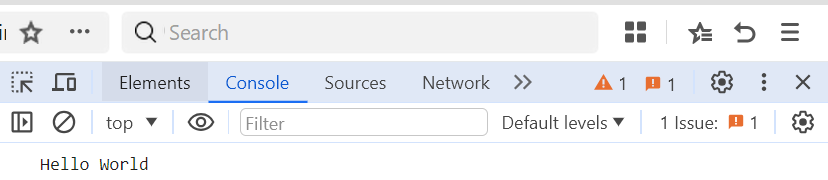 Search
Elements Console Sources Network 1 1
top Filter Default levels 1 Issue: 1
Hello World